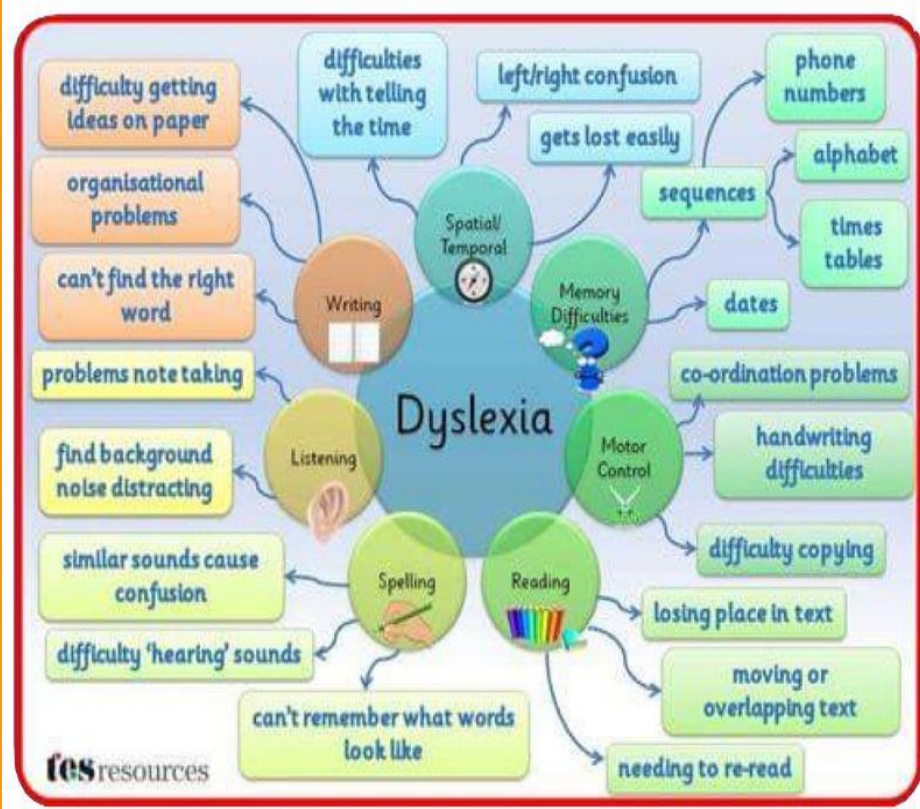 difficulty getting
ideas on paper
organisational
problems
can't find the right
word
Writing
difficulties
with telling
the time
left/right confusion
gets lost easily
Spatial/
Temporal
phone
numbers
alphabet
sequences
times
tables
dates
Memory
Difficulties
Dyslexia
problems note taking
find background
noise distracting
Listening
co-ordination problems
handwriting
difficulties
difficulty copying
Motor
Control
similar sounds cause
confusion
difficulty 'hearing' sounds
can't remember what words
look like
Spelling
Reading
losing place in text
moving or
overlapping text
needing to re-read
tes resources